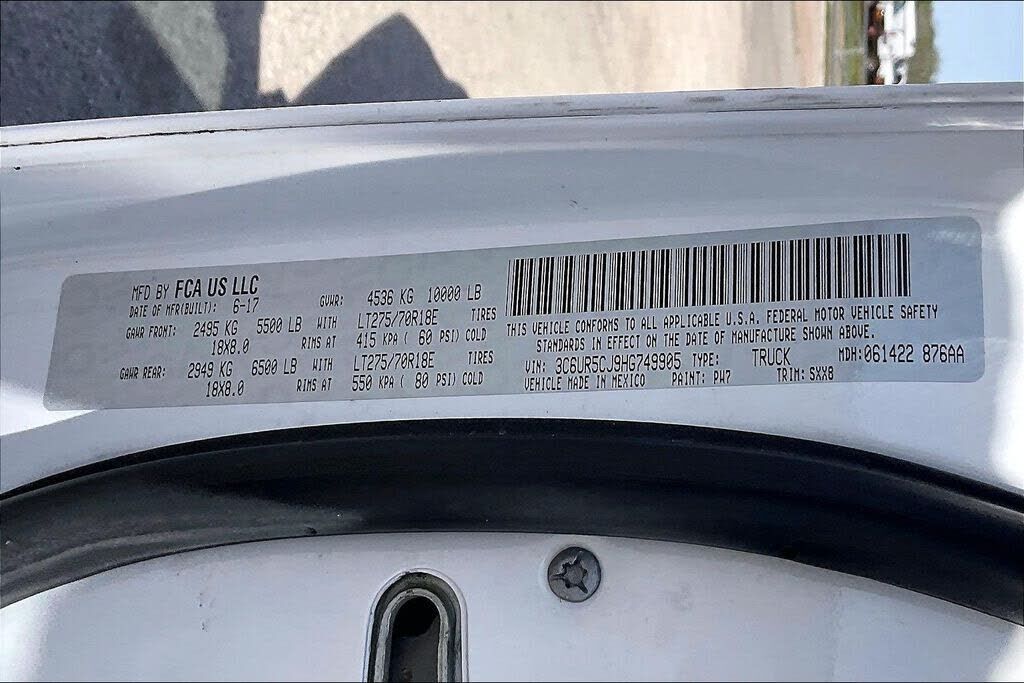 MFD BY FCA US LLC
DATE OF MFR(BUILT): 6-17 GVWR: 4536 KG 10000 LB
GAWR FRONT: 2495 KG 5500 LB WITH LT275/70R18E TIRES
18X8.0 RIMS AT 415 KPA ( 60 PSI) COLD
GAWR REAR: 2949 KG 6500 LB WITH LT275/70R18E TIRES
18X8.0 RIMS AT 550 KPA ( 80 PSI) COLD
THIS VEHICLE CONFORMS TO ALL APPLICABLE U.S.A. FEDERAL MOTOR VEHICLE SAFETY
STANDARDS IN EFFECT ON THE DATE OF MANUFACTURE SHOWN ABOVE.
VIN: 3C6UR5CJ9HG749905 TYPE: TRUCK MDH:061422 876AA
VEHICLE MADE IN MEXICO PAINT: PW7 TRIM: SXX8